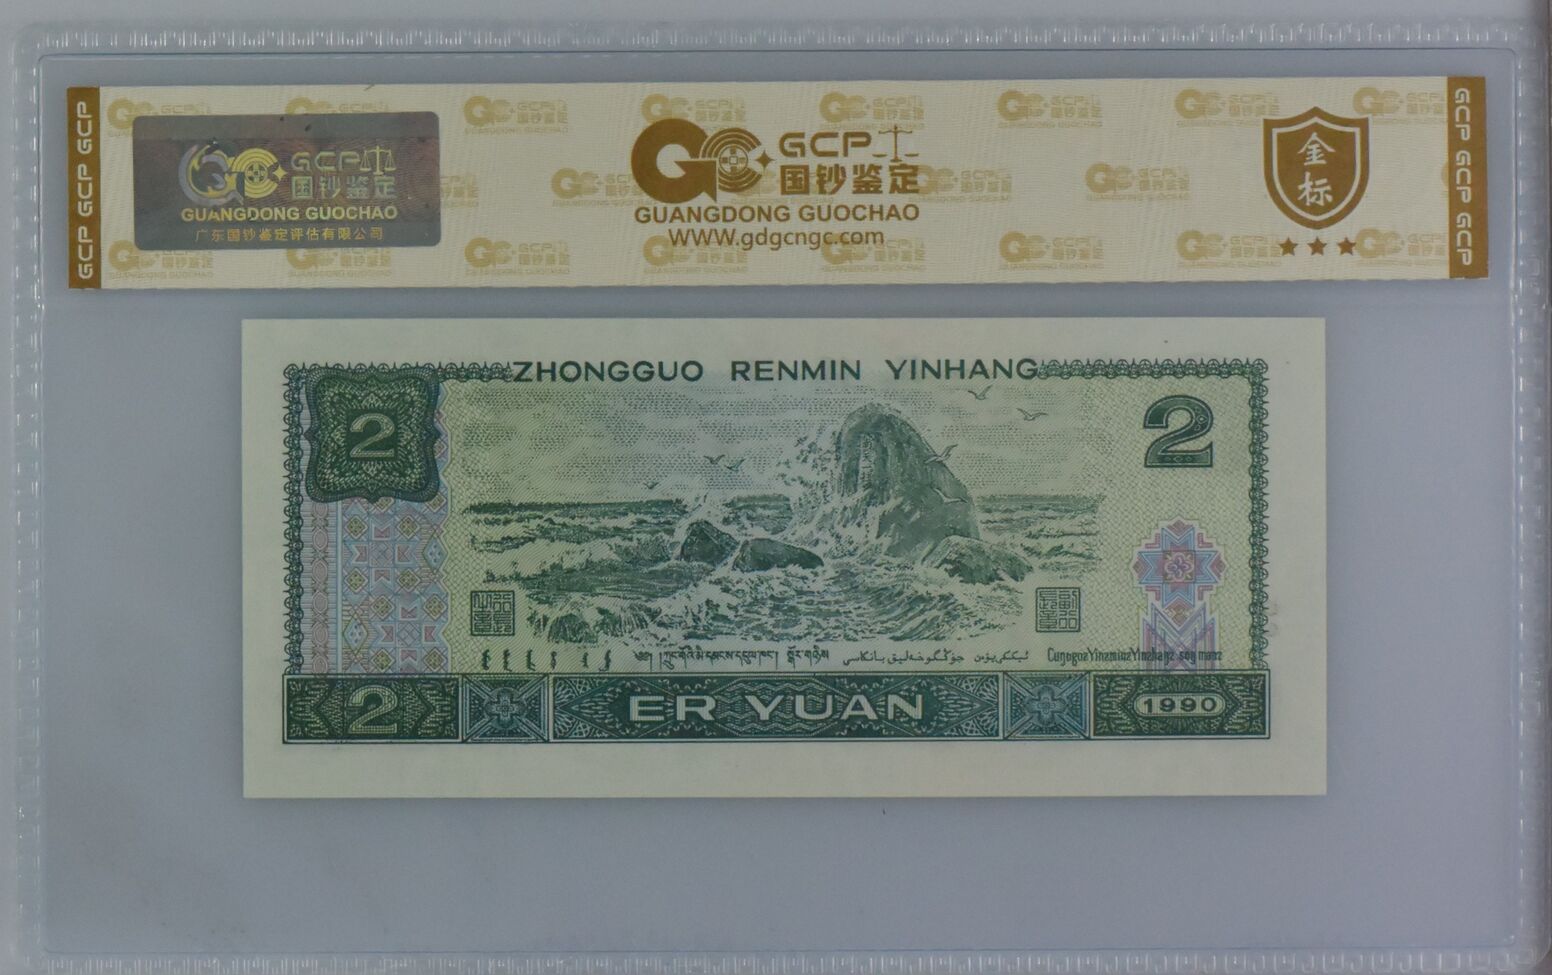 GCP GCP GCP
GCP 国钞鉴定
GUANGDONG GUOCHAO
广东国钞鉴定评估有限公司
GCP 国钞鉴定
GUANGDONG GUOCHAO
WWW.gdgcngc.com
金标
GCP GCP GCP
ZHONGGUO RENMIN YINHANG
2
2
2
ER YUAN
1990